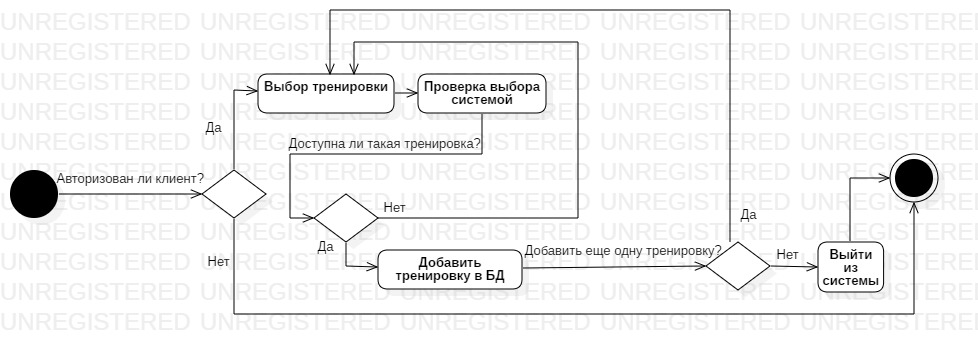 UNREGISTERED UNREGISTERED UNREGISTERED UNREGISTERED UNREGISTERED
Выбор тренировки
Проверка выбора
системой
Да
Доступна ли такая тренировка?
Авторизован ли клиент?
Нет
Да
Да
Добавить еще одну тренировку?
Нет
Нет
Добавить
тренировку в БД
Выйти
из
системы